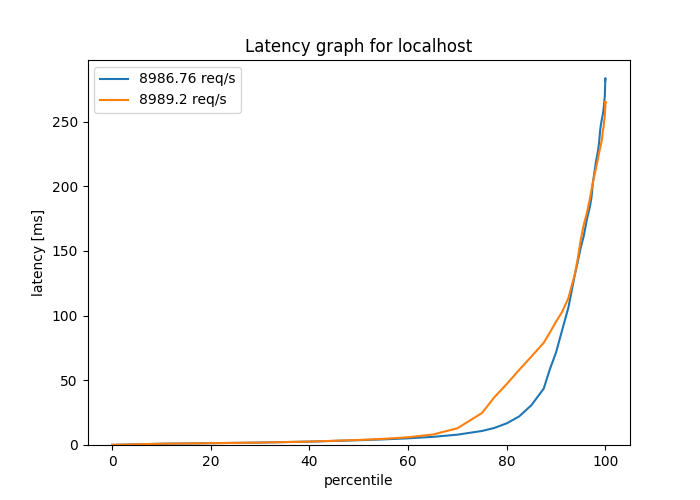 Latency graph for localhost
8986.76 req/s
8989.2 req/s
latency [ms]
250
200
150
100
50
0
0 20 40 60 80 100
percentile